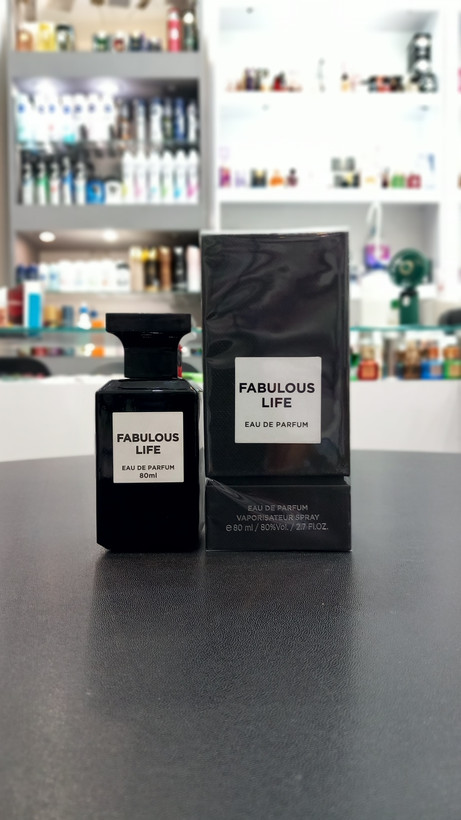 FABULOUS
LIFE
EAU DE PARFUM
80ml
FABULOUS
LIFE
EAU DE PARFUM
EAU DE PARFUM
VAPORISATEUR SPRAY
℮ 80 ml / 80%Vol. / 2.7 Fl.OZ.